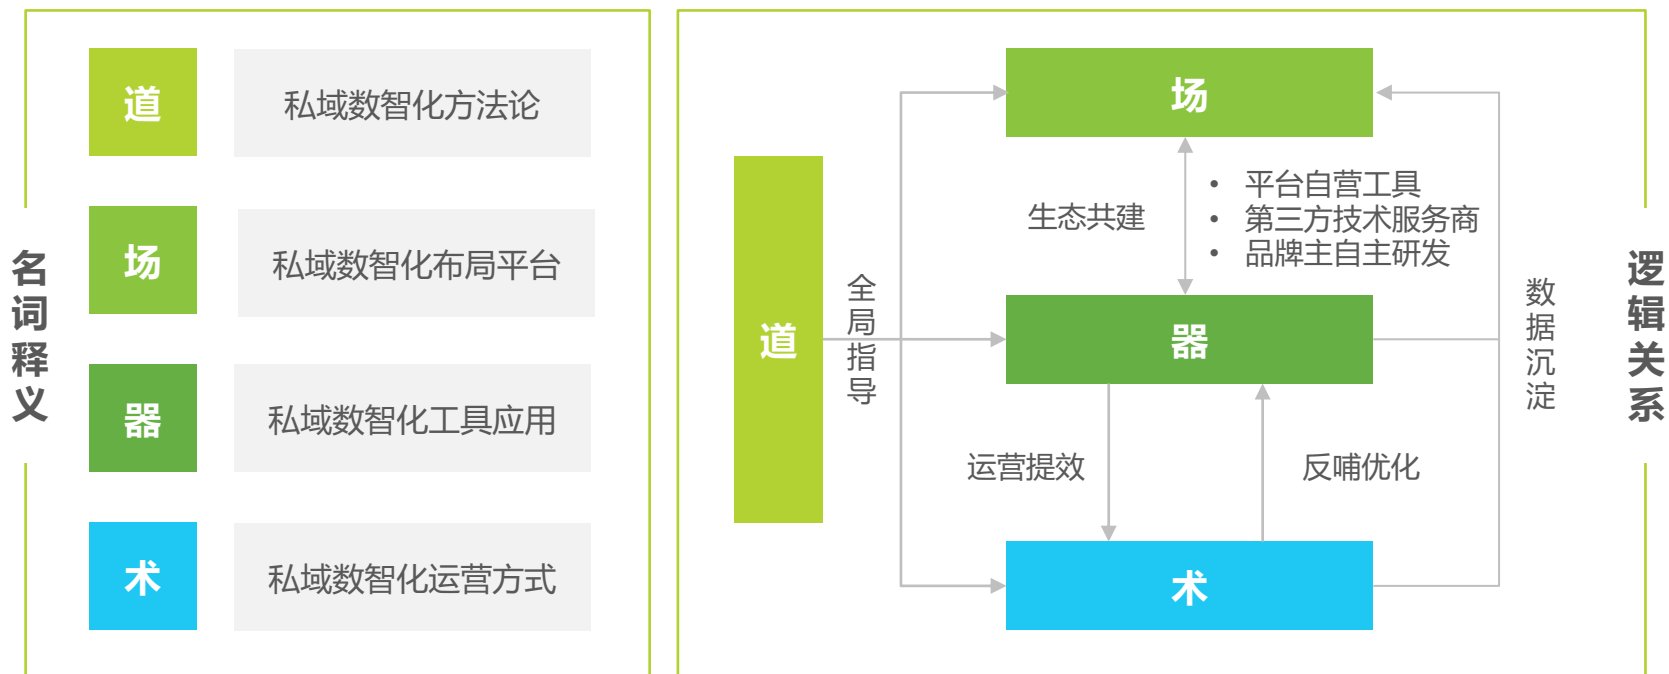 名词释义
道
私域数智化方法论
场
私域数智化布局平台
器
私域数智化工具应用
术
私域数智化运营方式
道
全局指导
场
生态共建
• 平台自营工具
• 第三方技术服务商
• 品牌主自主研发
器
运营提效
反哺优化
术
数据沉淀
逻辑关系